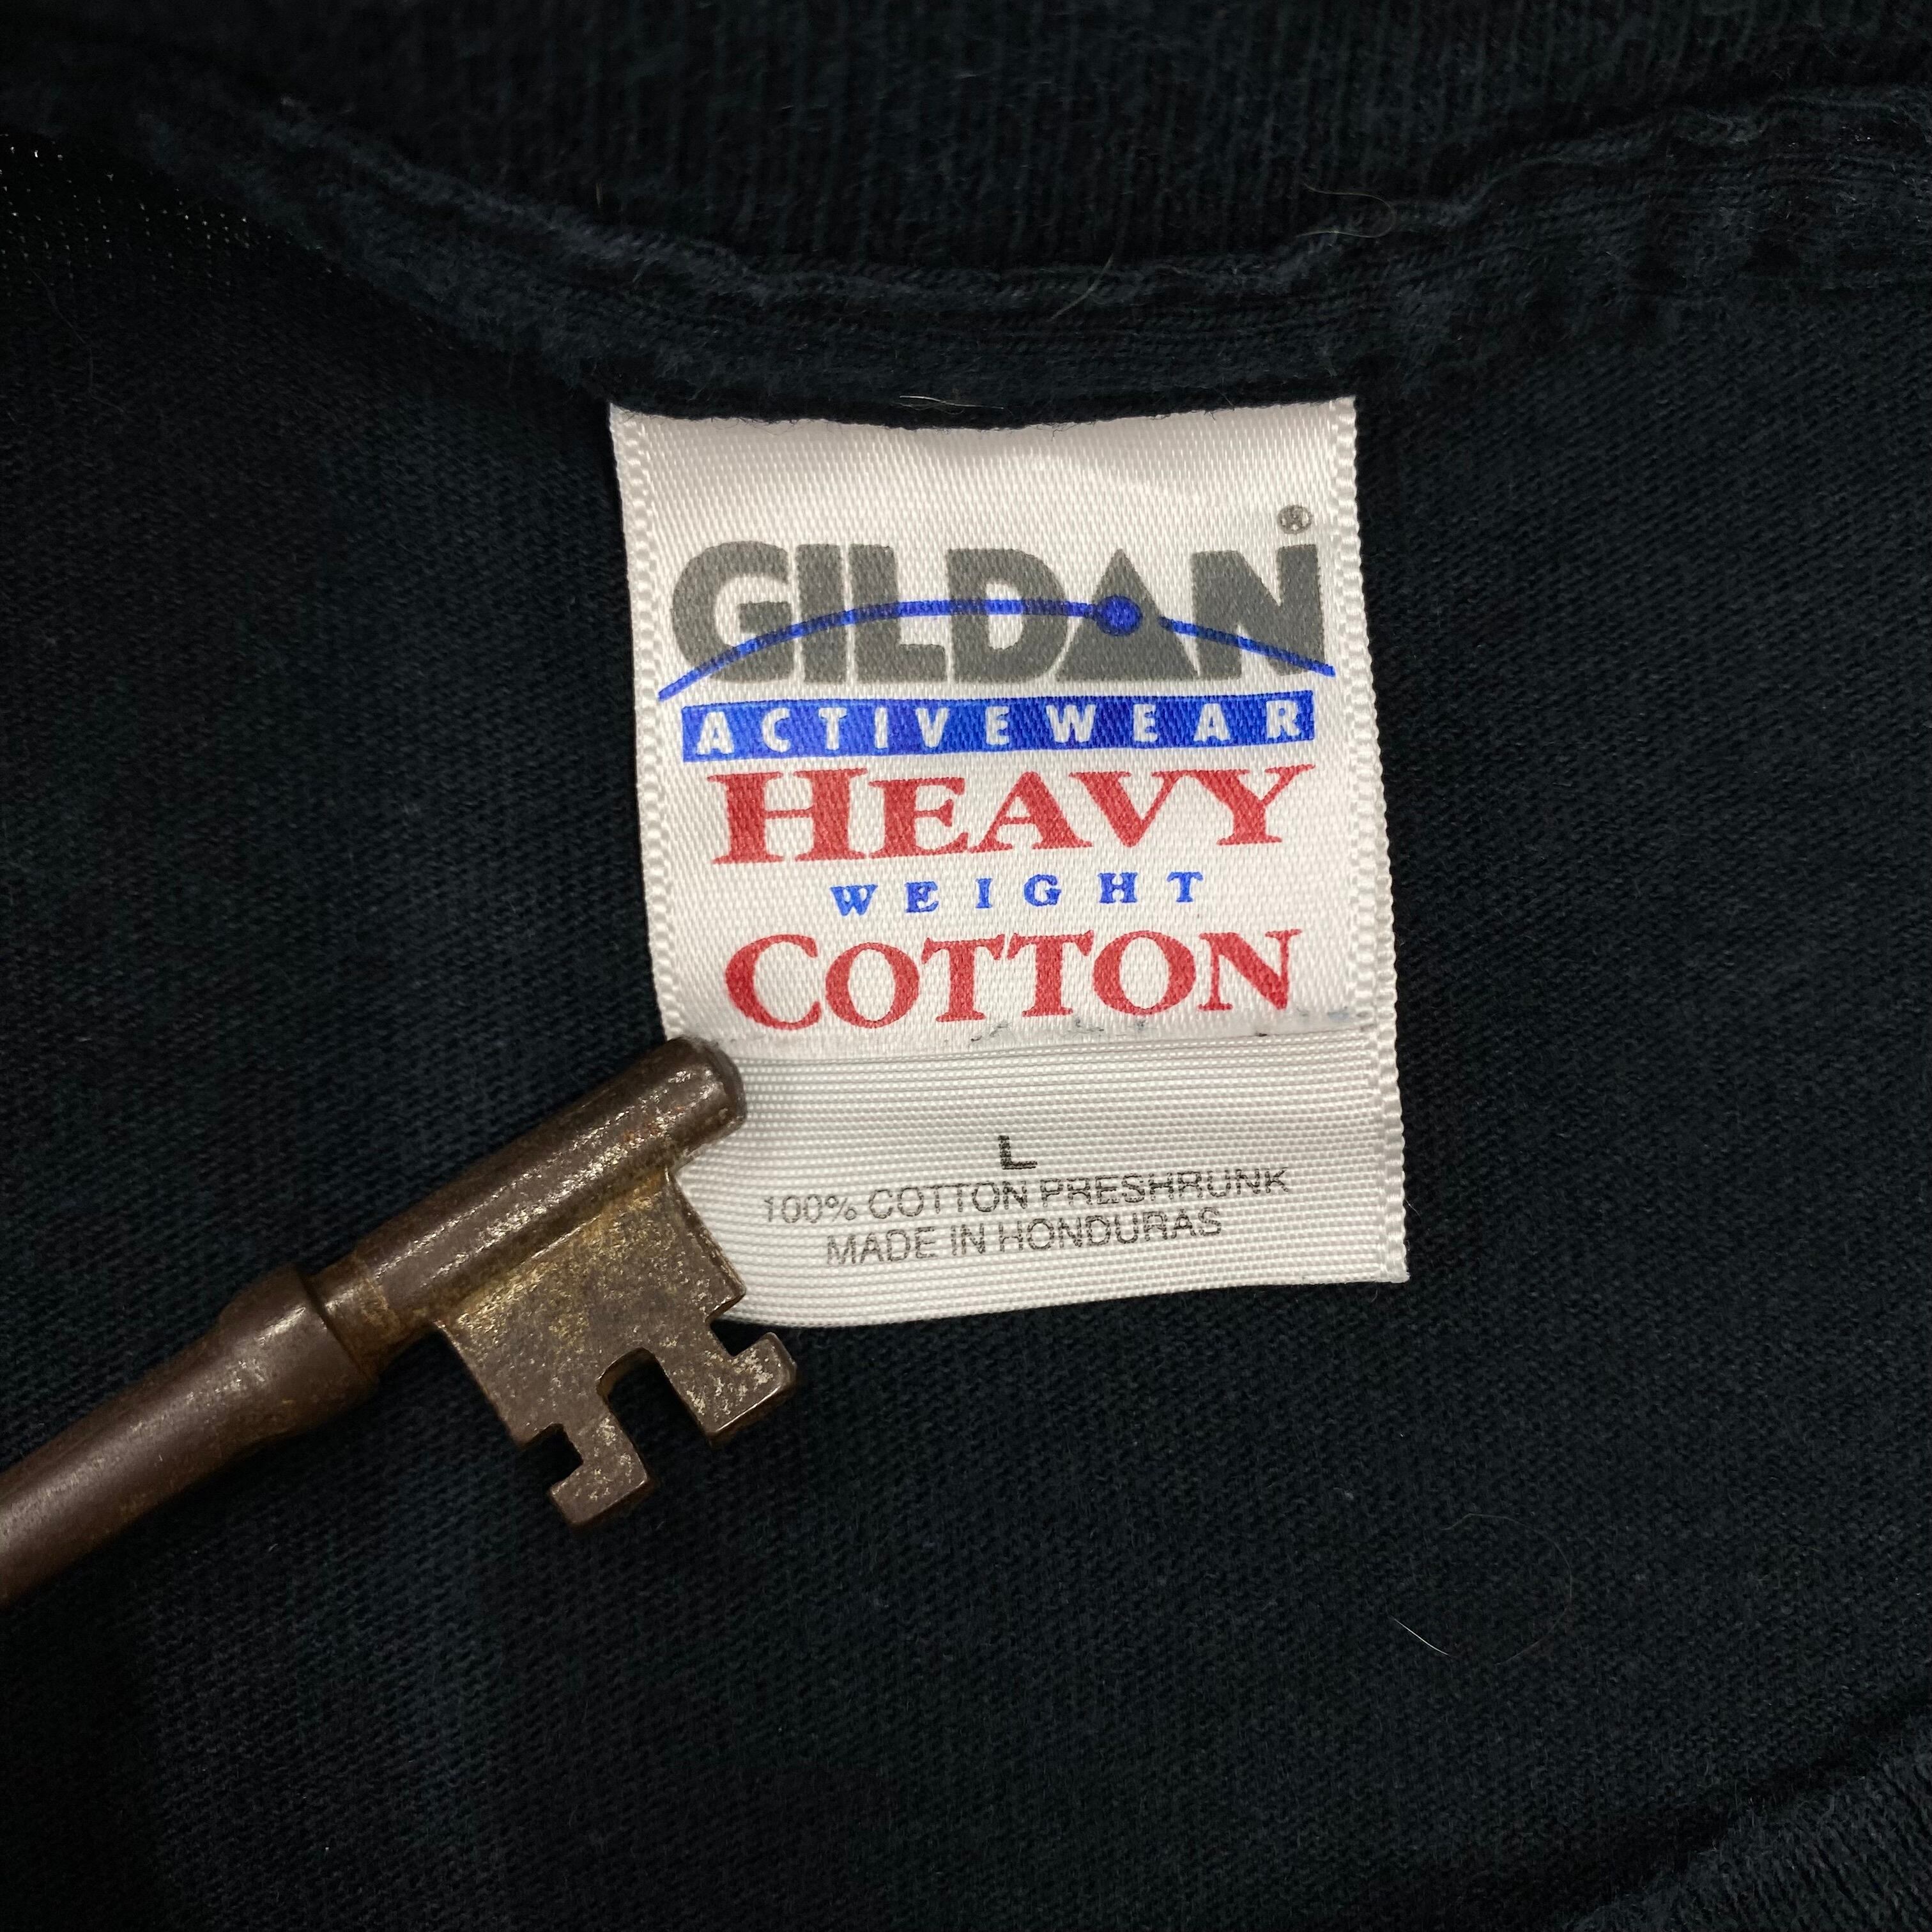 GILDAN®
ACTIVEWEAR
HEAVY
WEIGHT
COTTON
L
100% COTTON PRESHRUNK
MADE IN HONDURAS